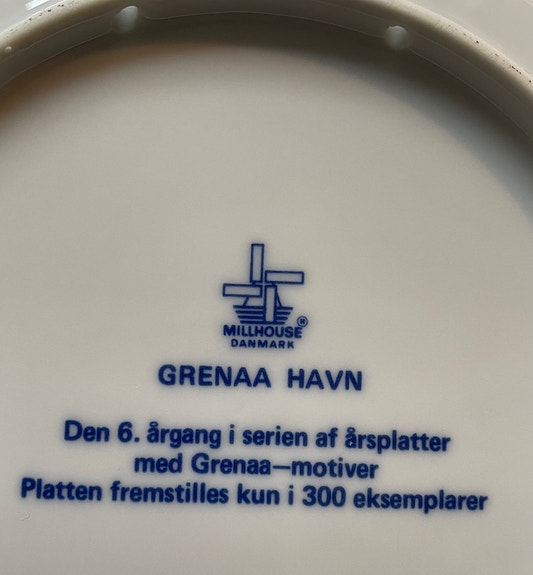 MILLHOUSE ®
DANMARK
GRENAA HAVN
Den 6. årgang i serien af årsplatter
med Grenaa–motiver
Platten fremstilles kun i 300 eksemplarer